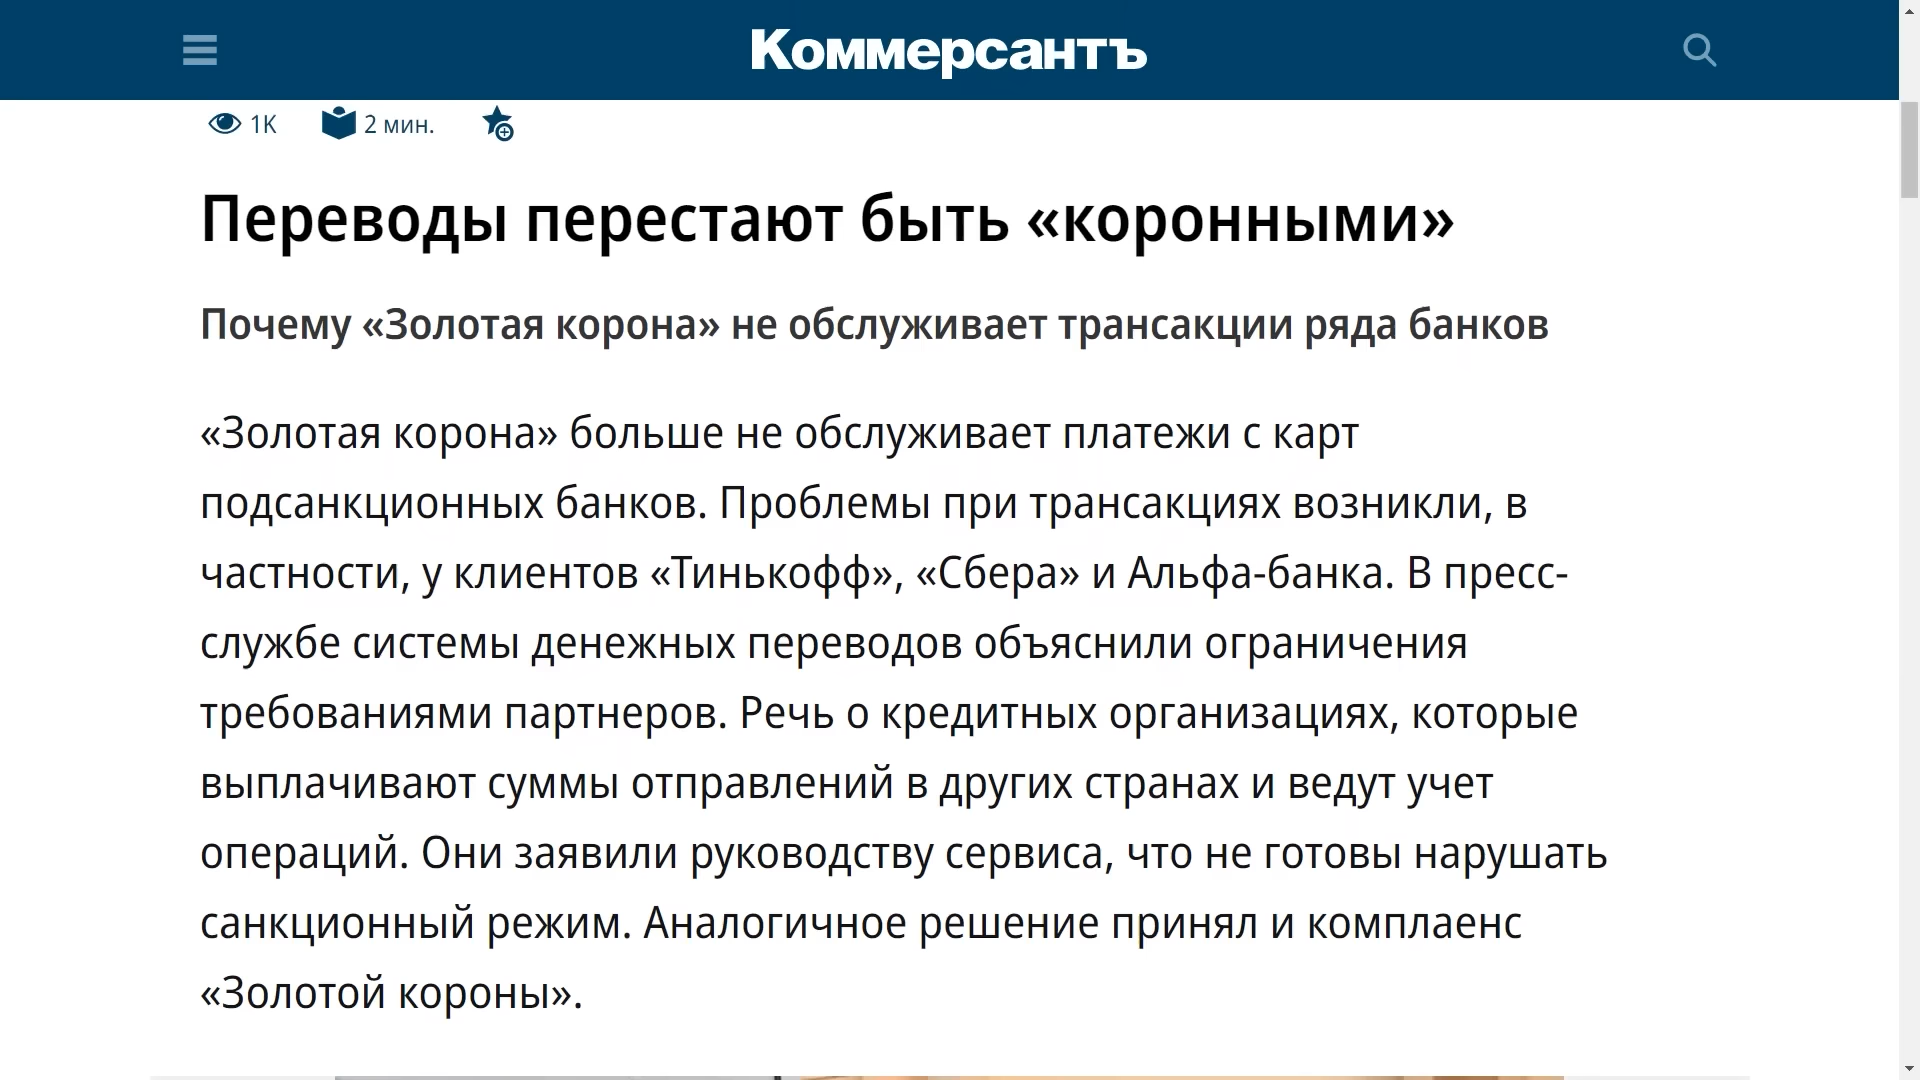 Коммерсантъ
1K 2 мин.
Переводы перестают быть «коронными»
Почему «Золотая корона» не обслуживает трансакции ряда банков
«Золотая корона» больше не обслуживает платежи с карт
подсанкционных банков. Проблемы при трансакциях возникли, в
частности, у клиентов «Тинькофф», «Сбера» и Альфа-банка. В пресс-
службе системы денежных переводов объяснили ограничения
требованиями партнеров. Речь о кредитных организациях, которые
выплачивают суммы отправлений в других странах и ведут учет
операций. Они заявили руководству сервиса, что не готовы нарушать
санкционный режим. Аналогичное решение принял и комплаенс
«Золотой короны».